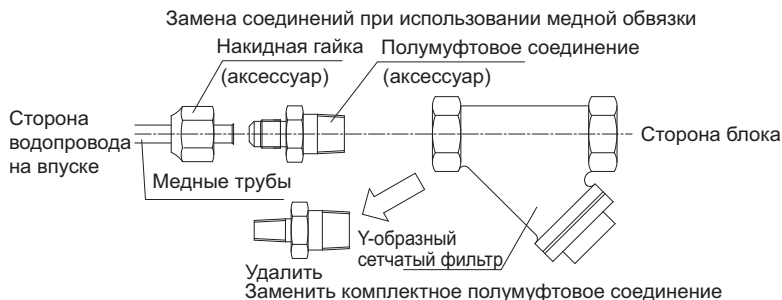 Замена соединений при использовании медной обвязки
Накидная гайка
(аксессуар)
Полумуфтовое соединение
(аксессуар)
Сторона
водопровода
на впуске
Сторона блока
Медные трубы
Y-образный
сетчатый фильтр
Удалить
Заменить комплектное полумуфтовое соединение